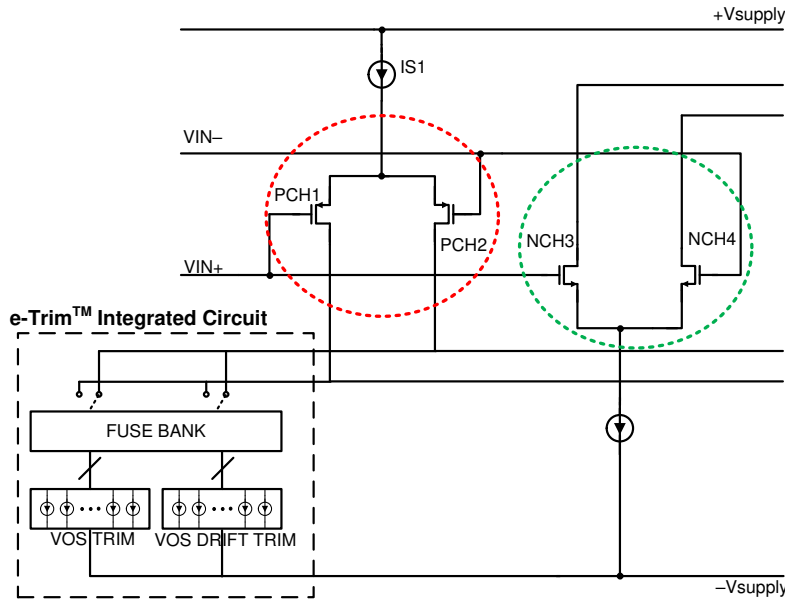 +Vsupply
IS1
VIN–
PCH1
PCH2
NCH3
NCH4
VIN+
e-Trim™ Integrated Circuit
FUSE BANK
VOS TRIM
VOS DRIFT TRIM
–Vsupply